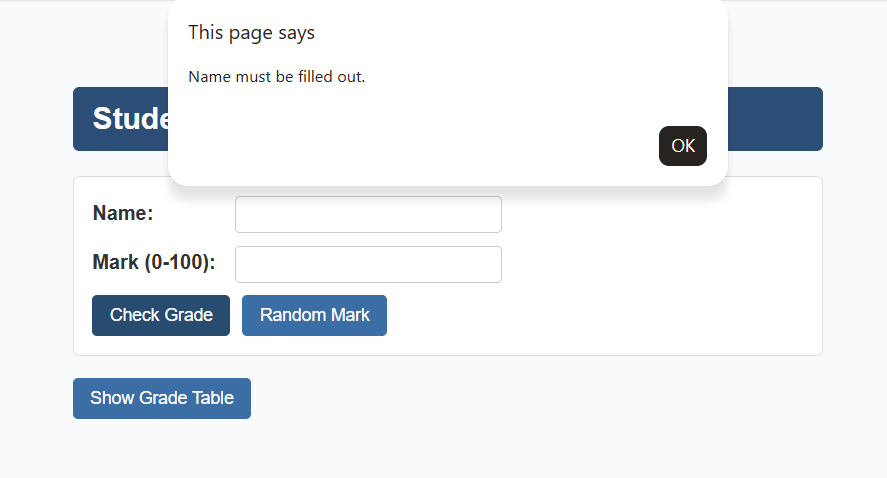 This page says
Name must be filled out.
OK
Name:
Mark (0-100):
Check Grade Random Mark
Show Grade Table